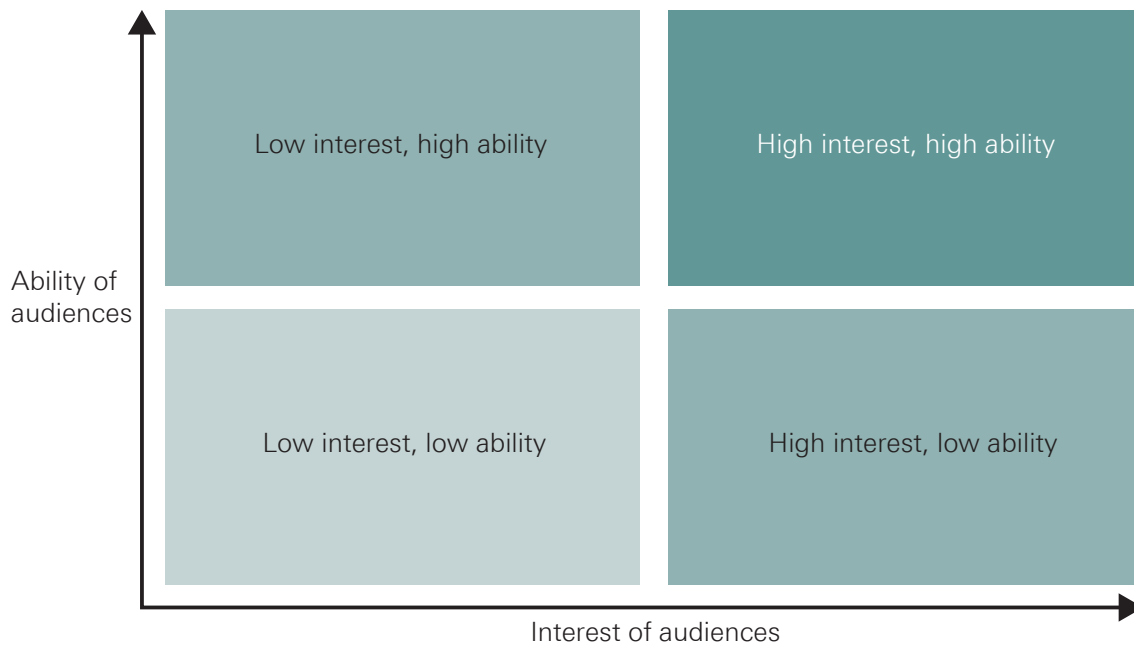 Low interest, high ability
High interest, high ability
Ability of
audiences
Low interest, low ability
High interest, low ability
Interest of audiences